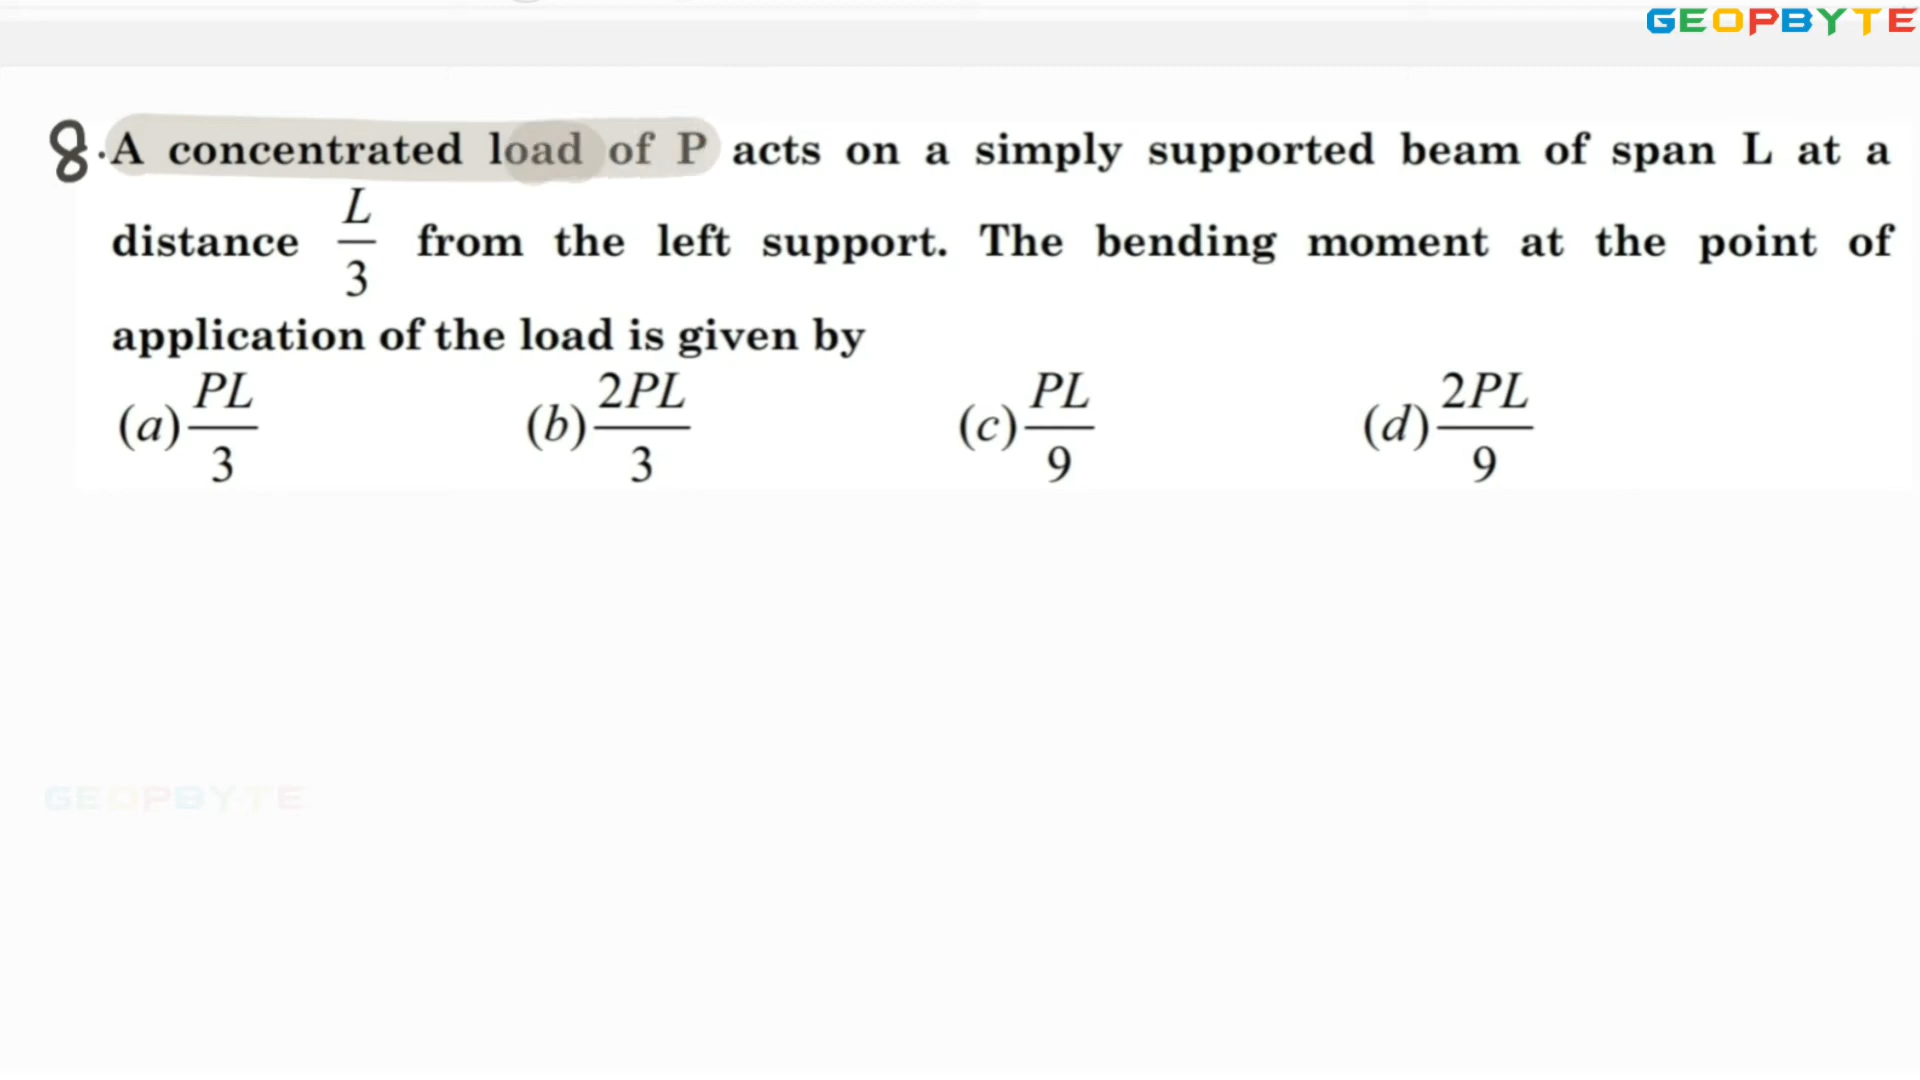 GEOPBYTE
8. A concentrated load of P acts on a simply supported beam of span L at a
distance L/3 from the left support. The bending moment at the point of
application of the load is given by
(a) PL/3 (b) 2PL/3 (c) PL/9 (d) 2PL/9
GEOPBYTE